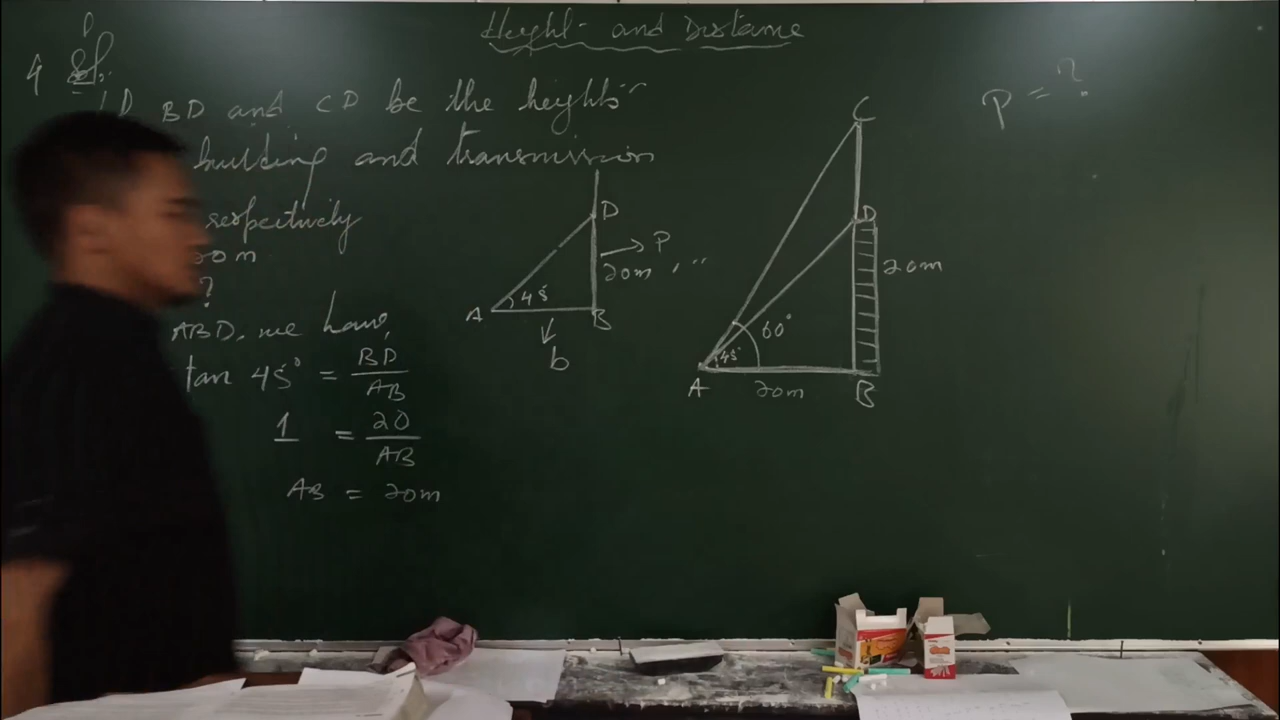 Height and Distance
4 Sol.
BD and CD be the heights
building and transmission
respectively
20m
?
ABD, we have,
tan 45° = BD / AB
1 = 20 / AB
AB = 20m
D
P
20m
45°
A
B
b
P = ?
C
D
20m
60°
45°
A
20m
B